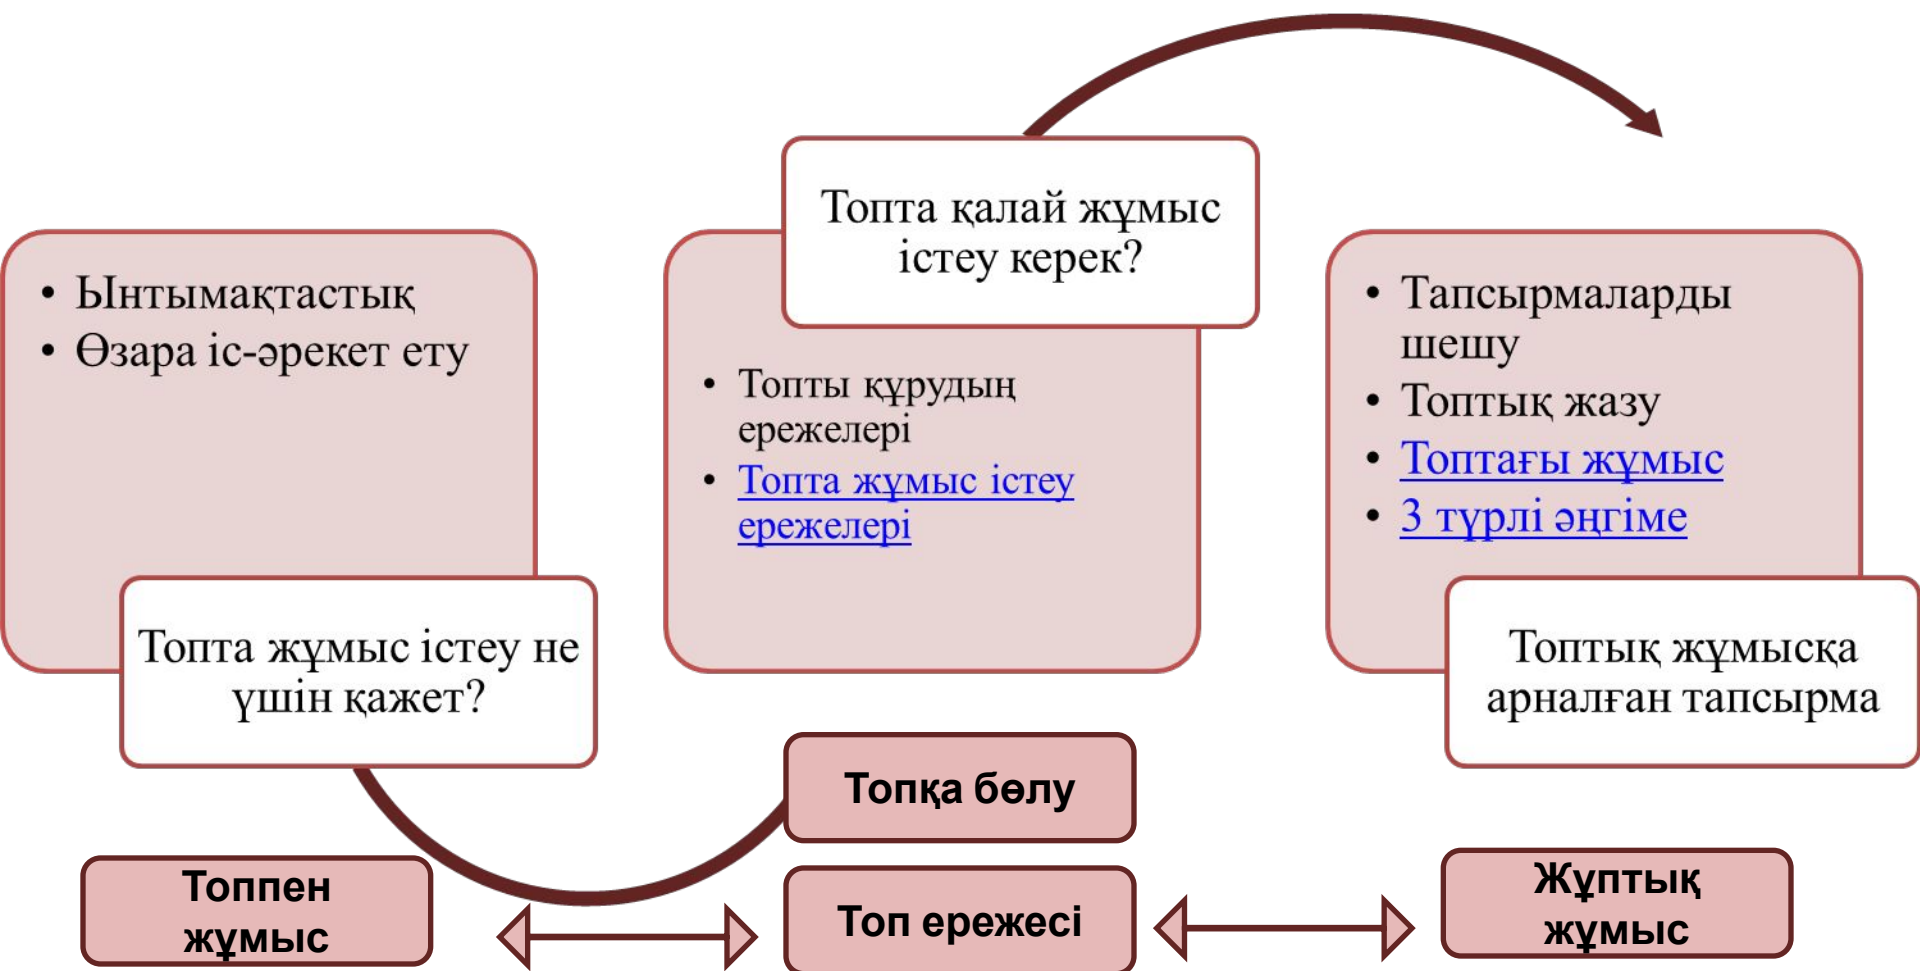 • Ынтымақтастық
• Өзара іс-әрекет ету
Топта жұмыс істеу не
үшін қажет?
Топта қалай жұмыс
істеу керек?
• Топты құрудың
ережелері
• Топта жұмыс істеу
ережелері
• Тапсырмаларды
шешу
• Топтық жазу
• Топтағы жұмыс
• 3 түрлі әңгіме
Топтық жұмысқа
арналған тапсырма
Топқа бөлу
Топпен
жұмыс
Топ ережесі
Жұптық
жұмыс